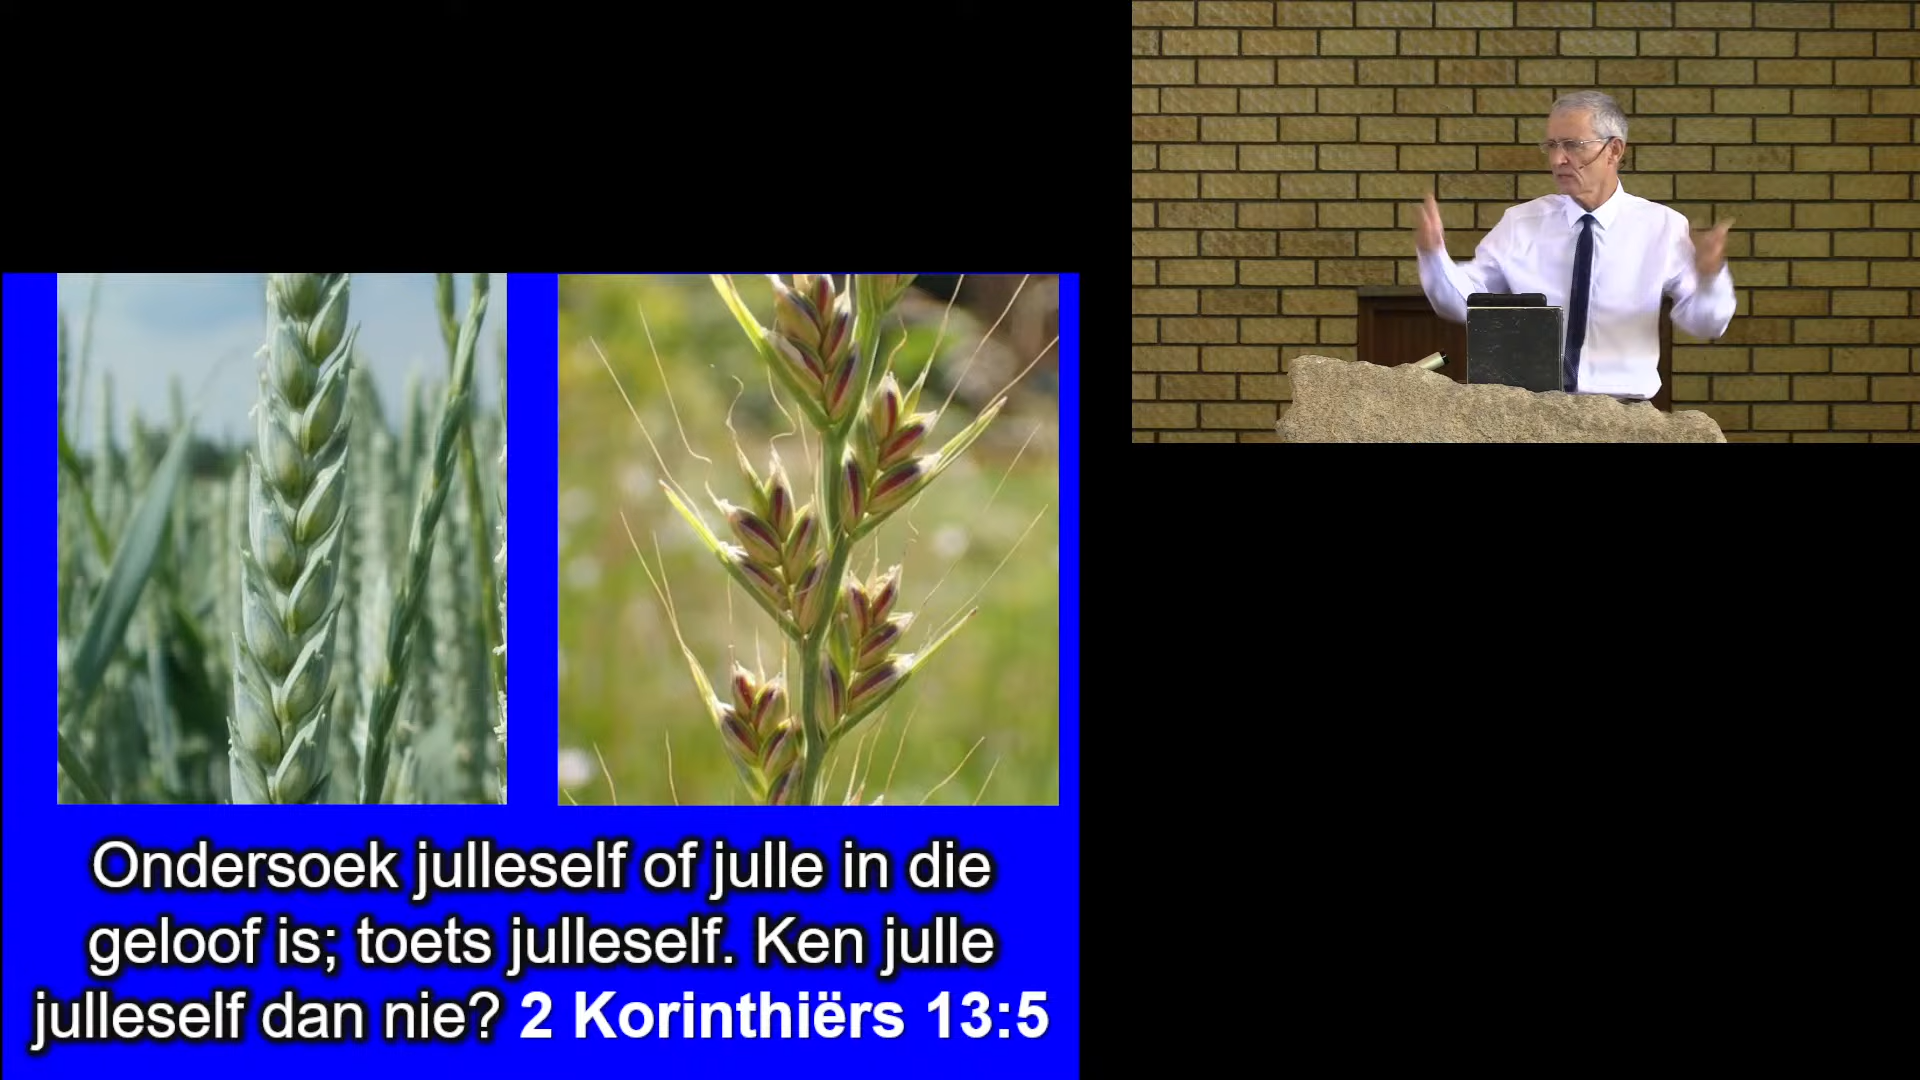 Ondersoek julleself of julle in die
geloof is; toets julleself. Ken julle
julleself dan nie? 2 Korinthiërs 13:5